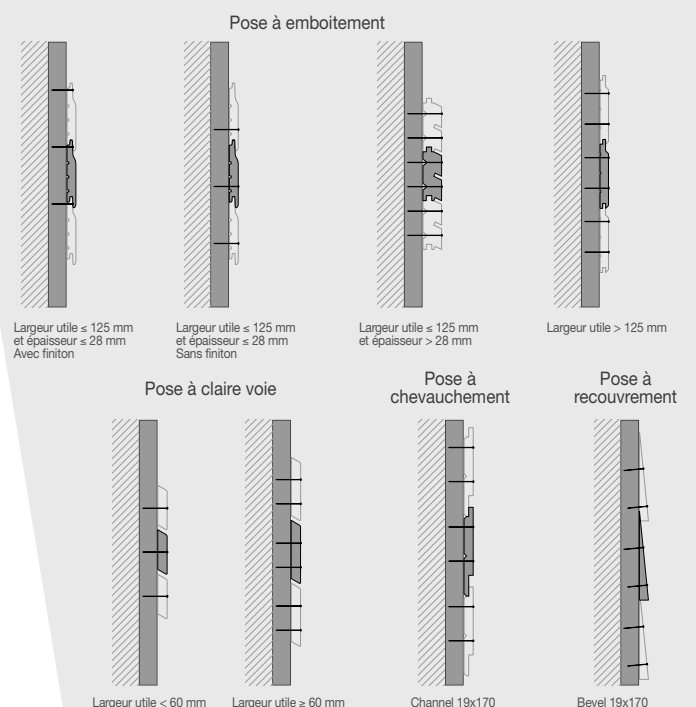 Pose à emboitement
Largeur utile ≤ 125 mm
et épaisseur ≤ 28 mm
Avec finiton
Largeur utile ≤ 125 mm
et épaisseur ≤ 28 mm
Sans finiton
Largeur utile ≤ 125 mm
et épaisseur > 28 mm
Largeur utile > 125 mm
Pose à claire voie
Pose à
chevauchement
Pose à
recouvrement
Largeur utile < 60 mm
Largeur utile ≥ 60 mm
Channel 19x170
Bevel 19x170